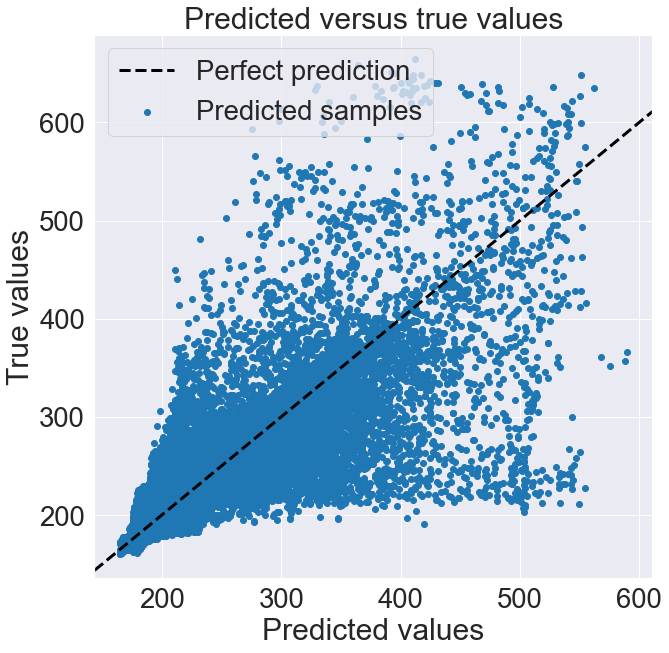 Predicted versus true values
Perfect prediction
Predicted samples
600
500
400
300
200
True values
200
300
400
500
600
Predicted values